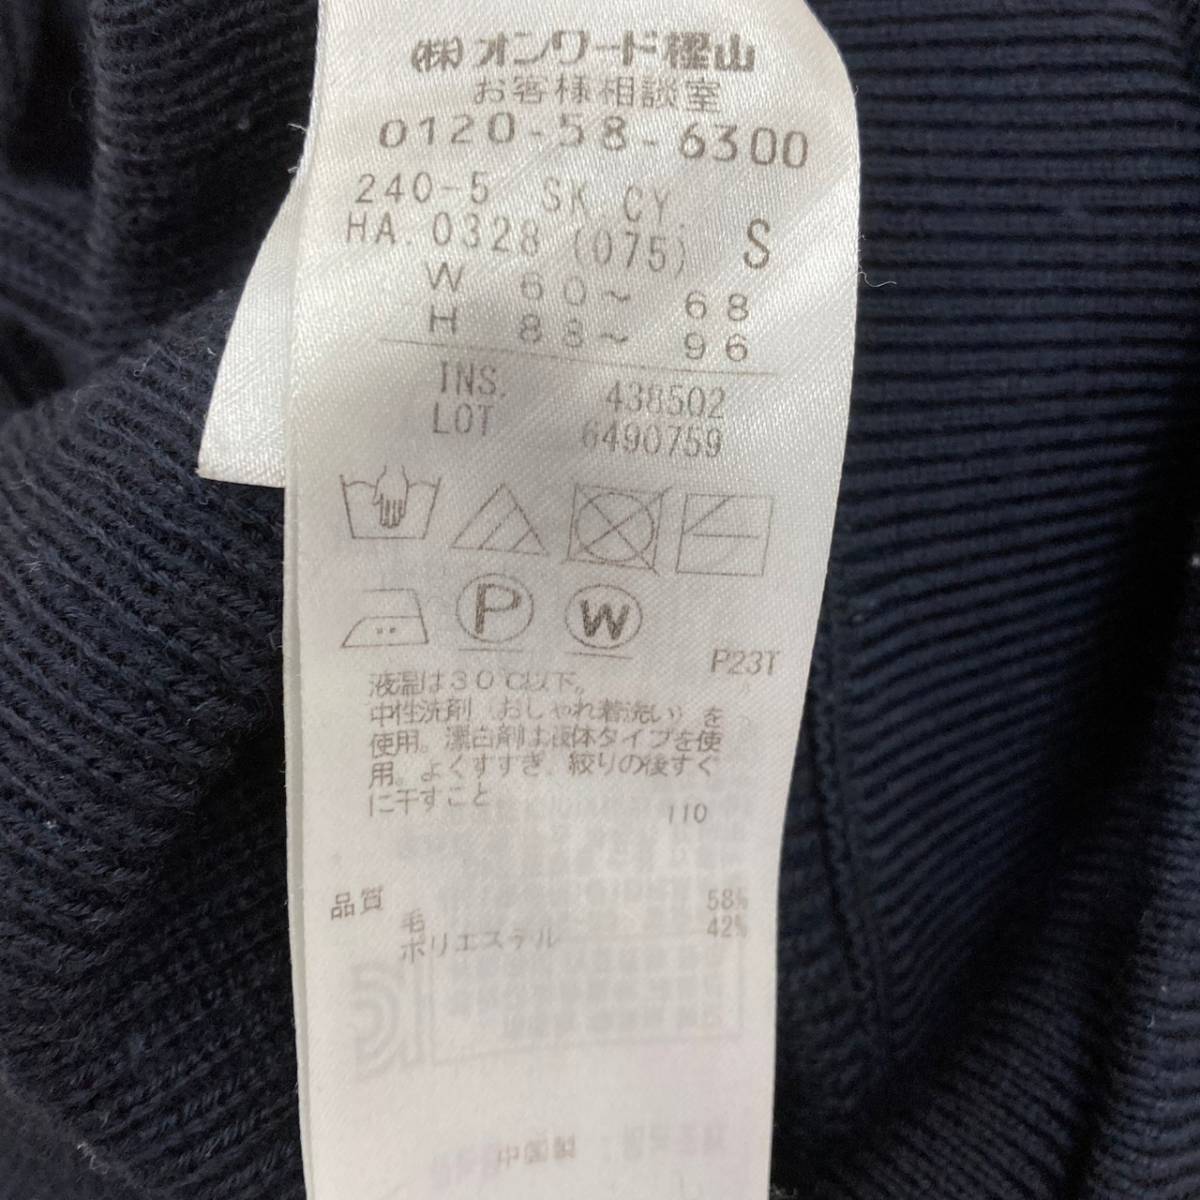 (株)オンワード樫山
お客様相談室
0120-58-6300
240-5 SK.CY.
HA.0328 (075) S
W 60~ 68
H 88~ 96
INS. 438502
LOT 6490759
P
W
P23T
液温は30℃以下。
中性洗剤(おしゃれ着洗い)を
使用。漂白剤は液体タイプを使
用。よくすすぎ、絞りの後すぐ
に干すこと
110
品質
毛 58%
ポリエステル 42%
中国製